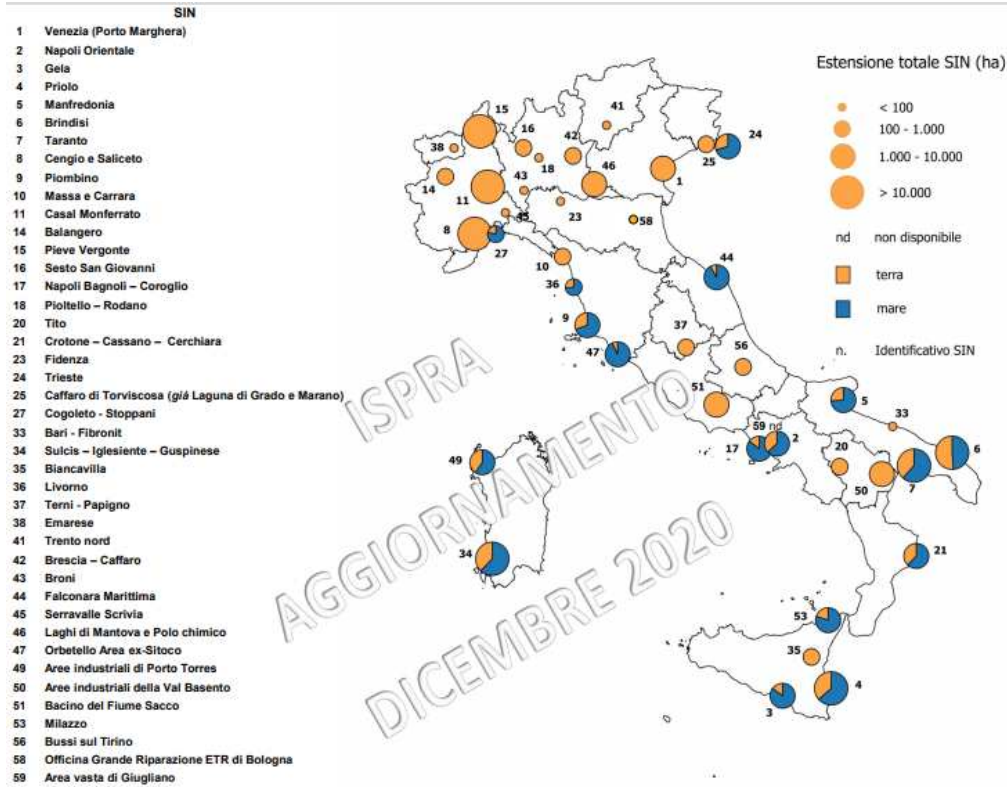 SIN
1 Venezia (Porto Marghera)
2 Napoli Orientale
3 Gela
4 Priolo
5 Manfredonia
6 Brindisi
7 Taranto
8 Cengio e Saliceto
9 Piombino
10 Massa e Carrara
11 Casal Monferrato
14 Balangero
15 Pieve Vergonte
16 Sesto San Giovanni
17 Napoli Bagnoli – Coroglio
18 Pioltello – Rodano
20 Tito
21 Crotone – Cassano – Cerchiara
23 Fidenza
24 Trieste
25 Caffaro di Torviscosa (già Laguna di Grado e Marano)
27 Cogoleto - Stoppani
33 Bari - Fibronit
34 Sulcis – Iglesiente – Guspinese
35 Biancavilla
36 Livorno
37 Terni - Papigno
38 Emarese
41 Trento nord
42 Brescia – Caffaro
43 Broni
44 Falconara Marittima
45 Serravalle Scrivia
46 Laghi di Mantova e Polo chimico
47 Orbetello Area ex-Sitoco
49 Aree industriali di Porto Torres
50 Aree industriali della Val Basento
51 Bacino del Fiume Sacco
53 Milazzo
56 Bussi sul Tirino
58 Officina Grande Riparazione ETR di Bologna
59 Area vasta di Giugliano
Estensione totale SIN (ha)
< 100
100 - 1.000
1.000 - 10.000
> 10.000
nd non disponibile
terra
mare
n. Identificativo SIN
15
41
16
42
24
38
18
25
14
43
46
1
11
45
23
58
8
27
10
44
36
9
37
47
56
51
5
33
59 nd
17
2
20
6
49
50
7
34
21
53
35
4
3
ISPRA
AGGIORNAMENTO
DICEMBRE 2020